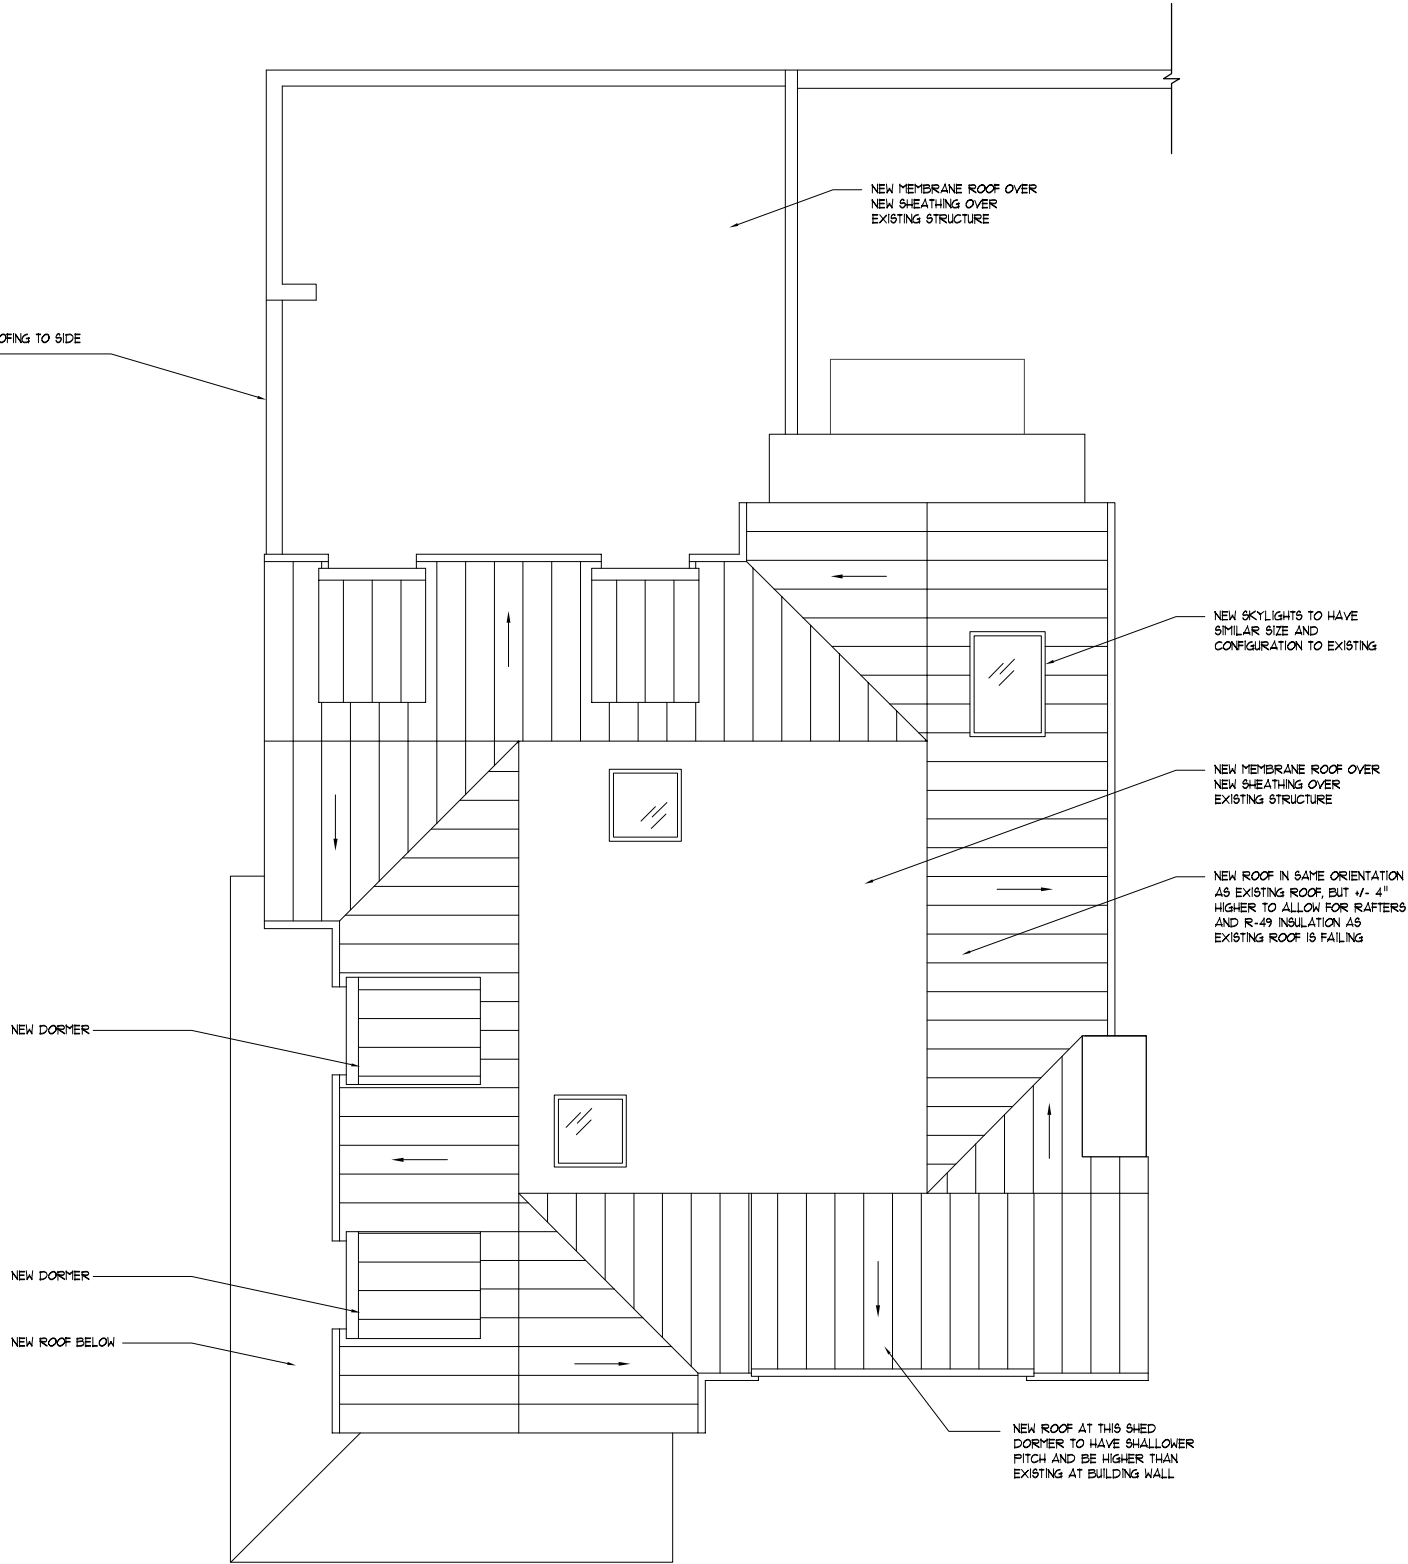 NEW MEMBRANE ROOF OVER
NEW SHEATHING OVER
EXISTING STRUCTURE
TO SIDE
NEW SKYLIGHTS TO HAVE
SIMILAR SIZE AND
CONFIGURATION TO EXISTING
NEW MEMBRANE ROOF OVER
NEW SHEATHING OVER
EXISTING STRUCTURE
NEW ROOF IN SAME ORIENTATION
AS EXISTING ROOF, BUT +/- 4"
HIGHER TO ALLOW FOR RAFTERS
AND R-49 INSULATION AS
EXISTING ROOF IS FAILING
NEW DORMER
NEW DORMER
NEW ROOF BELOW
NEW ROOF AT THIS SHED
DORMER TO HAVE SHALLOWER
PITCH AND BE HIGHER THAN
EXISTING AT BUILDING WALL